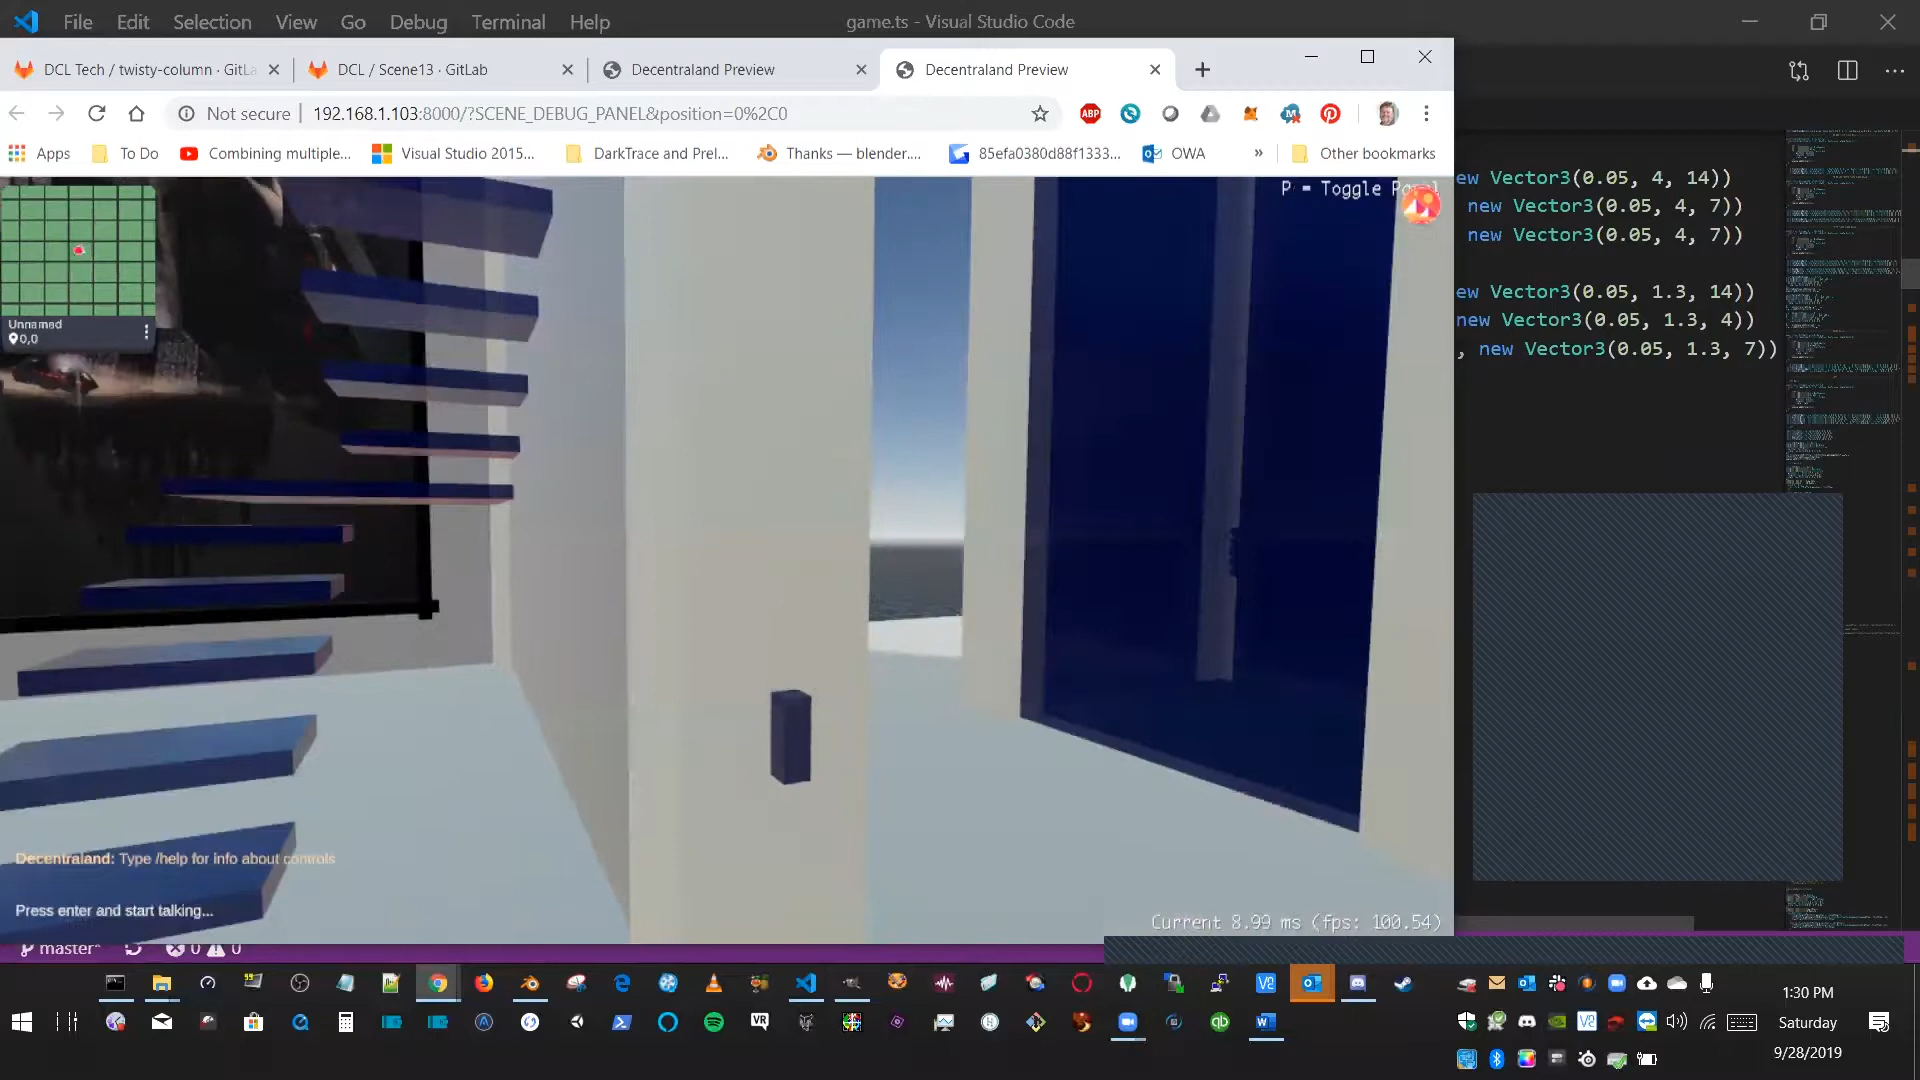 File Edit Selection View Go Debug Terminal Help
game.ts - Visual Studio Code
DCL Tech / twisty-column · GitLa
DCL / Scene13 · GitLab
Decentraland Preview
Decentraland Preview
Not secure
192.168.1.103:8000/?SCENE_DEBUG_PANEL&position=0%2C0
ABP
Apps
To Do
Combining multiple...
Visual Studio 2015...
DarkTrace and Prel...
Thanks — blender....
85efa0380d88f1333...
OWA
»
Other bookmarks
P = Toggle
ew Vector3(0.05, 4, 14))
new Vector3(0.05, 4, 7))
new Vector3(0.05, 4, 7))
ew Vector3(0.05, 1.3, 14))
new Vector3(0.05, 1.3, 4))
, new Vector3(0.05, 1.3, 7))
Unnamed
0,0
Decentraland: Type /help for info about controls
Press enter and start talking...
Current 8.99 ms (fps: 100.54)
master* 0 0
1:30 PM
Saturday
9/28/2019